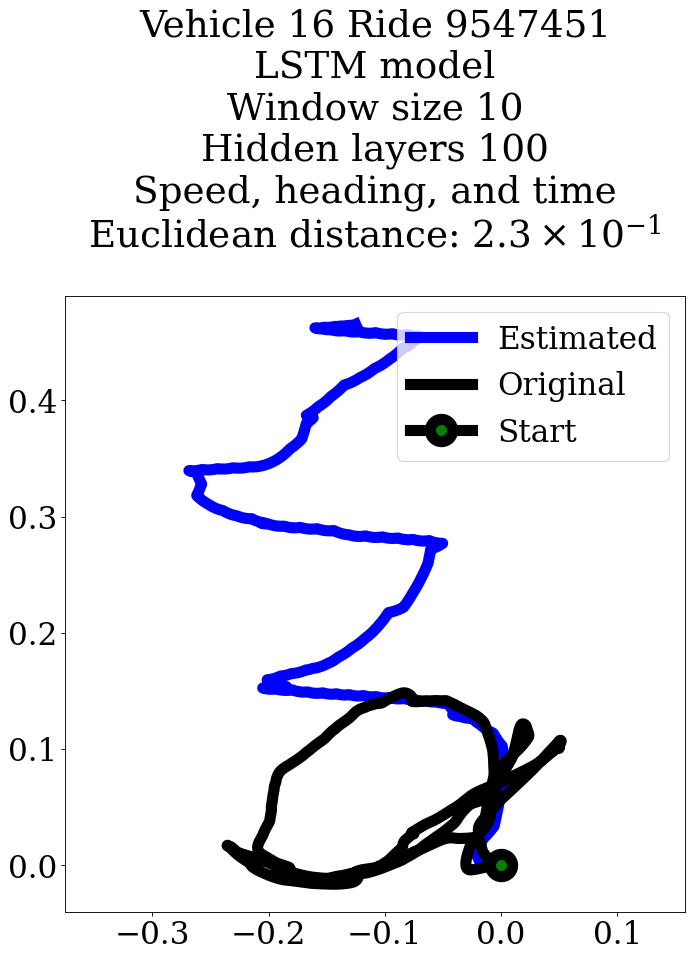 Vehicle 16 Ride 9547451
LSTM model
Window size 10
Hidden layers 100
Speed, heading, and time
Euclidean distance: 2.3 × 10⁻¹
Estimated
Original
Start
0.4
0.3
0.2
0.1
0.0
−0.3 −0.2 −0.1 0.0 0.1